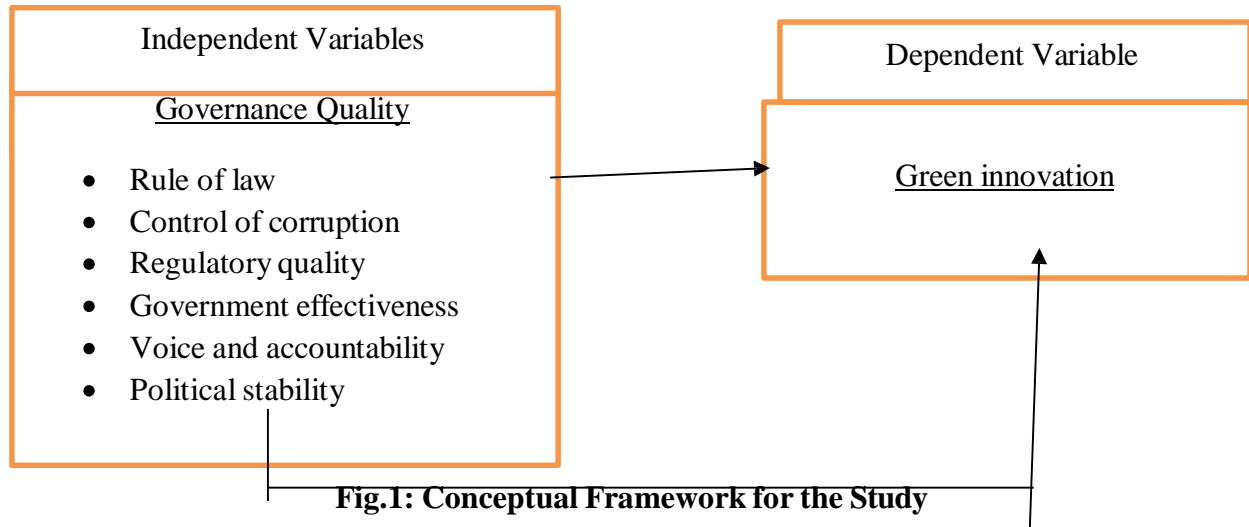 Independent Variables
Governance Quality
• Rule of law
• Control of corruption
• Regulatory quality
• Government effectiveness
• Voice and accountability
• Political stability
Dependent Variable
Green innovation
Fig.1: Conceptual Framework for the Study